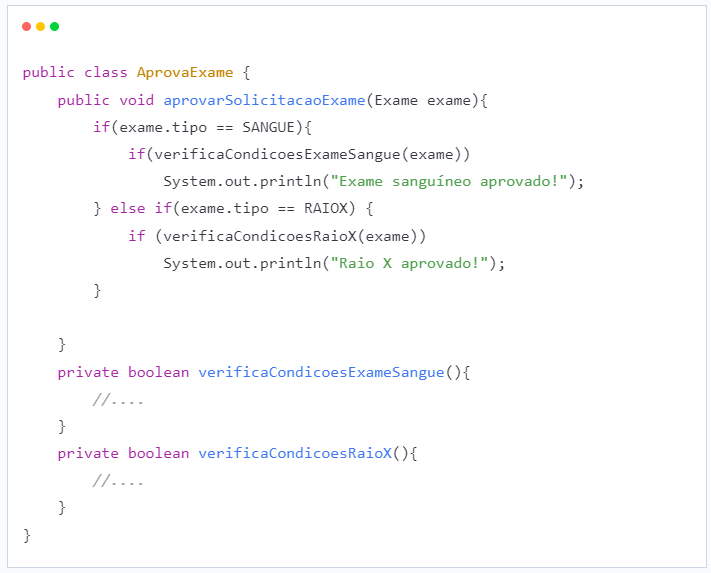 public class AprovaExame {
    public void aprovarSolicitacaoExame(Exame exame){
        if(exame.tipo == SANGUE){
            if(verificaCondicoesExameSangue(exame))
                System.out.println("Exame sanguíneo aprovado!");
        } else if(exame.tipo == RAIOX) {
            if (verificaCondicoesRaioX(exame))
                System.out.println("Raio X aprovado!");
        }
    }
    private boolean verificaCondicoesExameSangue(){
        //....
    }
    private boolean verificaCondicoesRaioX(){
        //....
    }
}